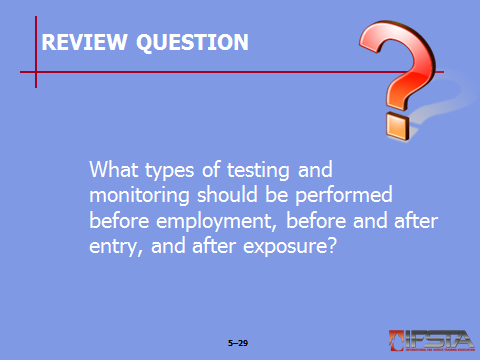 REVIEW QUESTION
What types of testing and
monitoring should be performed
before employment, before and after
entry, and after exposure?
5–29
IFSTA